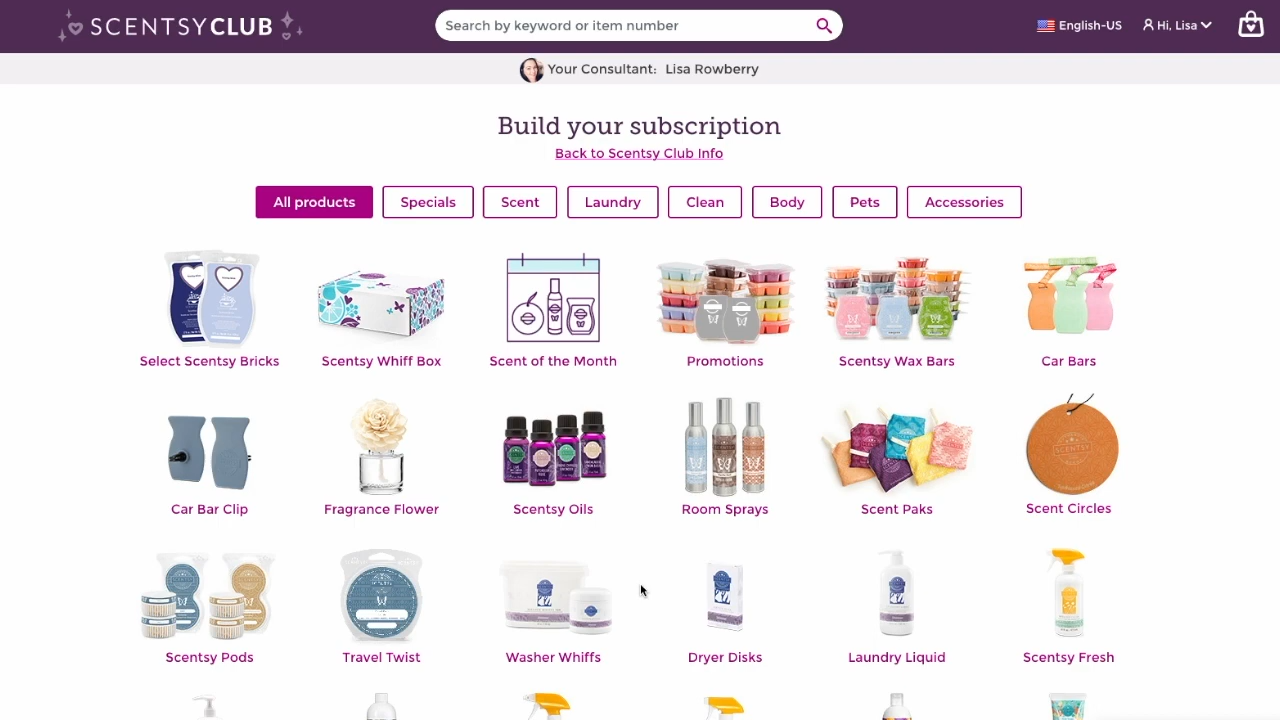 SCENTSYCLUB
Search by keyword or item number
English-US
Hi, Lisa
Your Consultant: Lisa Rowberry
Build your subscription
Back to Scentsy Club Info
All products
Specials
Scent
Laundry
Clean
Body
Pets
Accessories
Select Scentsy Bricks
Scentsy Whiff Box
Scent of the Month
Promotions
Scentsy Wax Bars
Car Bars
SCENTSY
Car Bar Clip
Fragrance Flower
Scentsy Oils
Room Sprays
Scent Paks
Scent Circles
Scentsy Pods
Travel Twist
Washer Whiffs
Dryer Disks
Laundry Liquid
Scentsy Fresh